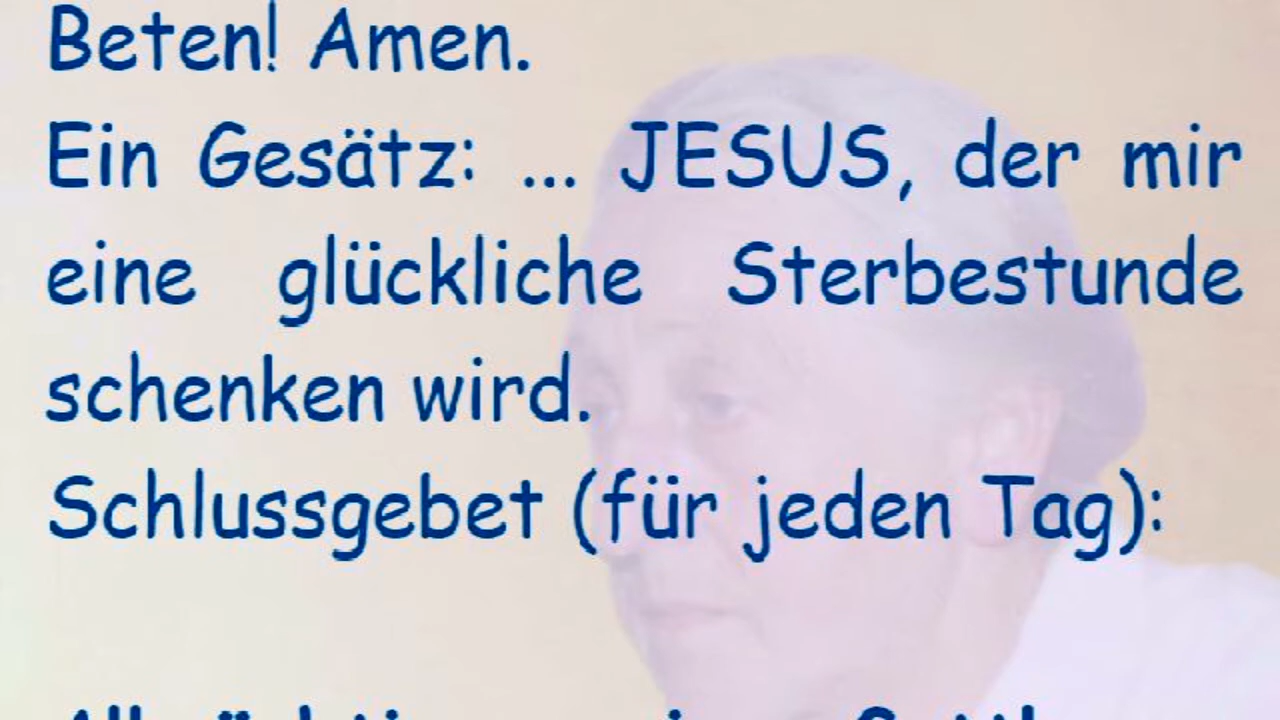 Beten! Amen.
Ein Gesätz: ... JESUS, der mir
eine glückliche Sterbestunde
schenken wird.
Schlussgebet (für jeden Tag):